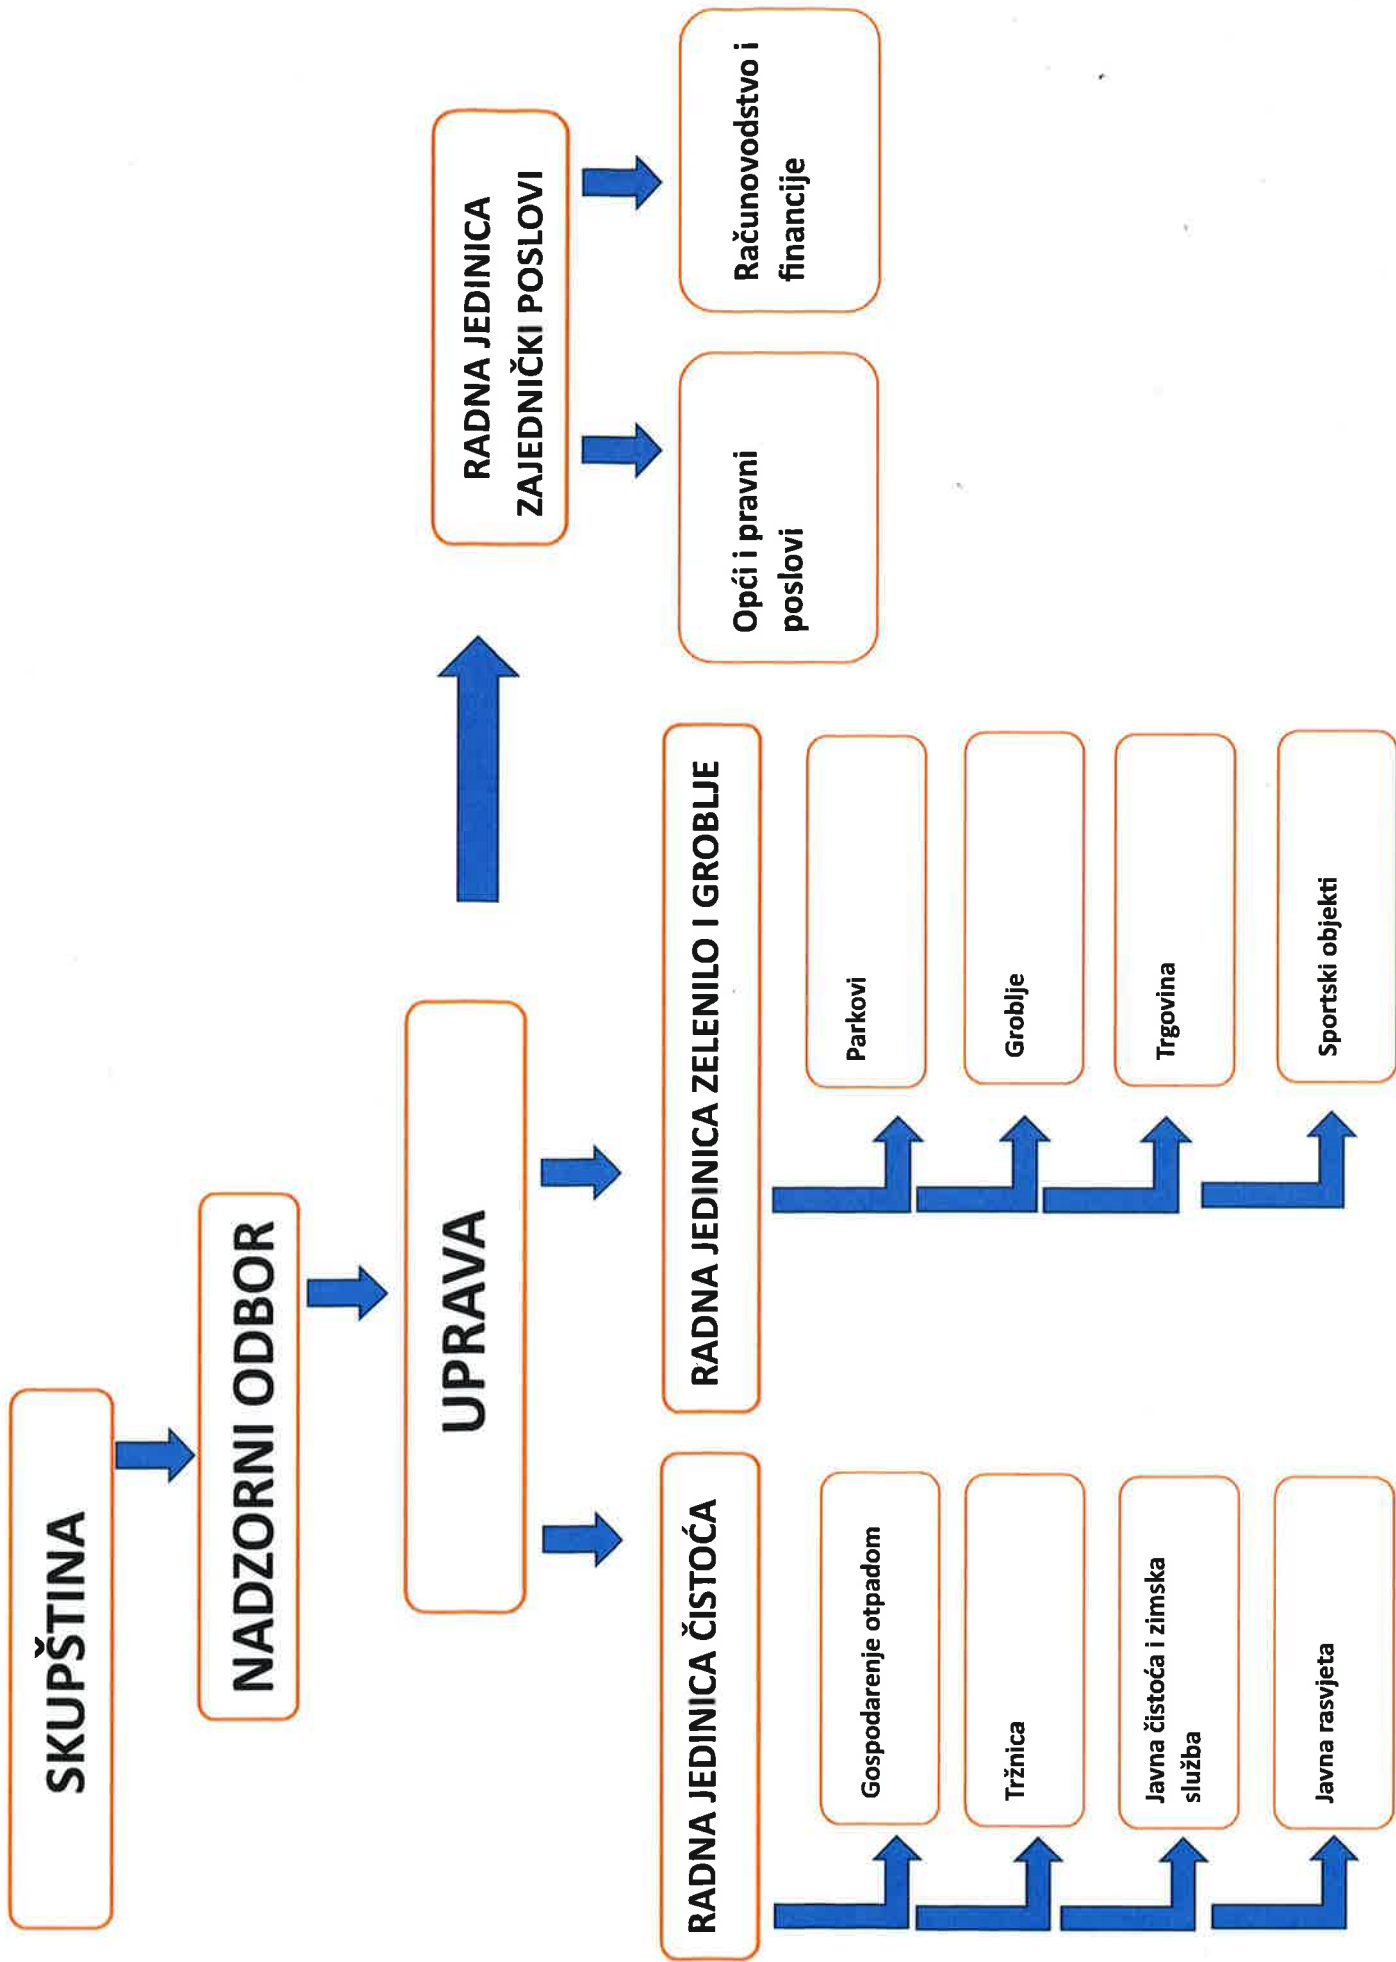 SKUPŠTINA
NADZORNI ODBOR
UPRAVA
RADNA JEDINICA
ZAJEDNIČKI POSLOVI
Opći i pravni
poslovi
Računovodstvo i
financije
RADNA JEDINICA ČISTOĆA
Gospodarenje otpadom
Tržnica
Javna čistoća i zimska
služba
Javna rasvjeta
RADNA JEDINICA ZELENILO I GROBLJE
Parkovi
Groblje
Trgovina
Sportski objekti